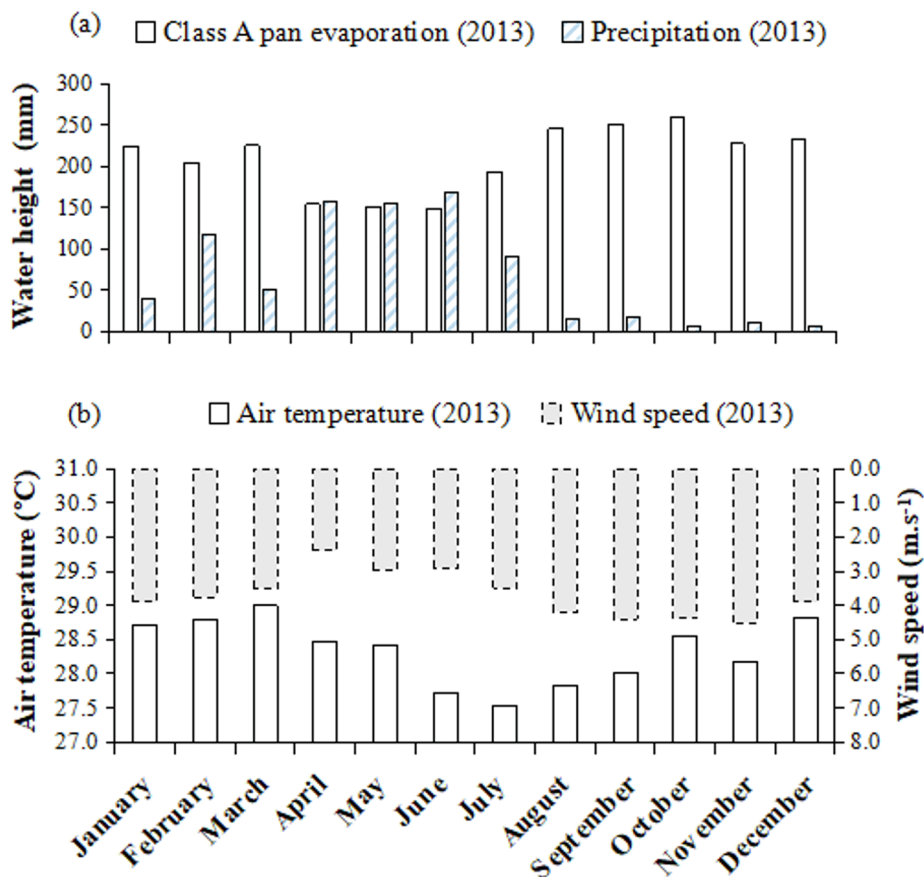 (a) Class A pan evaporation (2013) Precipitation (2013)
Water height (mm)
300
250
200
150
100
50
0
(b) Air temperature (2013) Wind speed (2013)
Air temperature (°C)
31.0
30.5
30.0
29.5
29.0
28.5
28.0
27.5
27.0
0.0
1.0
2.0
3.0
4.0
5.0
6.0
7.0
8.0
Wind speed (m.s⁻¹)
January
February
March
April
May
June
July
August
September
October
November
December